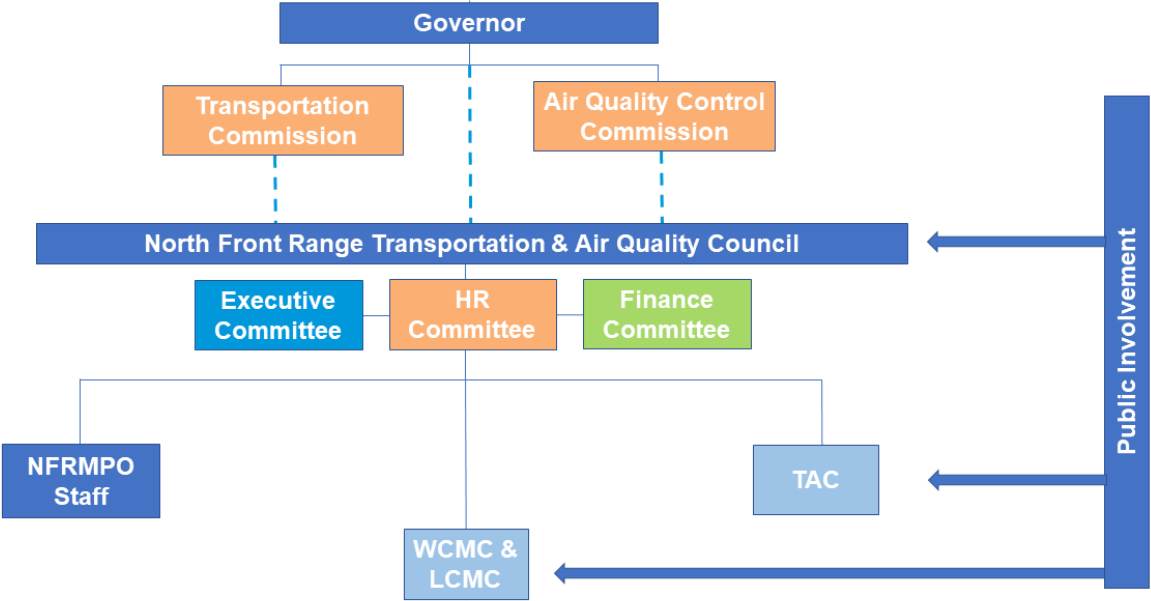 Governor
Transportation
Commission
Air Quality Control
Commission
North Front Range Transportation & Air Quality Council
Executive
Committee
HR
Committee
Finance
Committee
Public Involvement
NFRMPO
Staff
TAC
WCMC &
LCMC